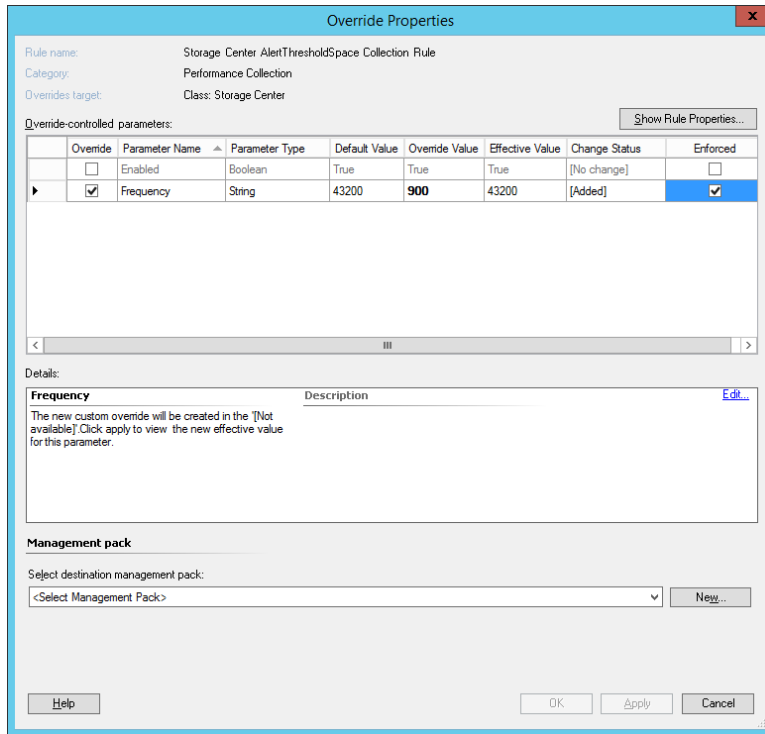 Override Properties
x
Rule name: Storage Center AlertThresholdSpace Collection Rule
Category: Performance Collection
Overrides target: Class: Storage Center
Override-controlled parameters:
Show Rule Properties...
Override Parameter Name Parameter Type Default Value Override Value Effective Value Change Status Enforced
Enabled Boolean True True True [No change]
Frequency String 43200 900 43200 [Added]
Details:
Frequency Description Edit...
The new custom override will be created in the '[Not
available]'.Click apply to view the new effective value
for this parameter.
Management pack
Select destination management pack:
<Select Management Pack> New...
Help OK Apply Cancel